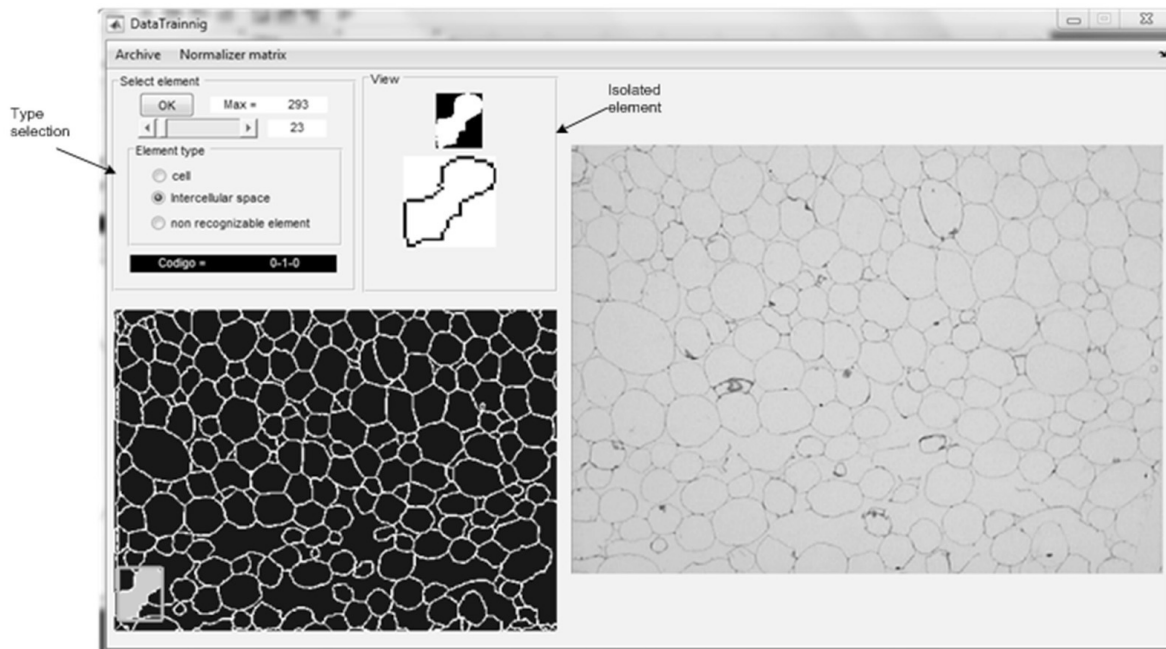 DataTrainnig
Archive Normalizer matrix
Select element
OK Max = 293
23
Element type
cell
Intercellular space
non recognizable element
Codigo = 0-1-0
View
Type
selection
Isolated
element